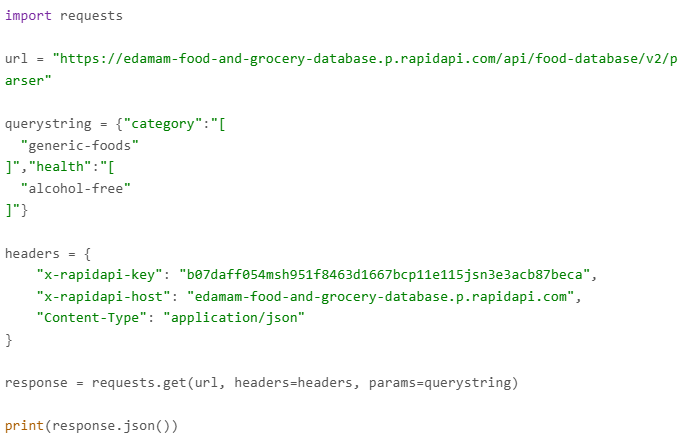 import requests
url = "https://edamam-food-and-grocery-database.p.rapidapi.com/api/food-database/v2/p
arser"
querystring = {"category":"[
  "generic-foods"
]","health":"[
  "alcohol-free"
]"}
headers = {
    "x-rapidapi-key": "b07daff054msh951f8463d1667bcp11e115jsn3e3acb87beca",
    "x-rapidapi-host": "edamam-food-and-grocery-database.p.rapidapi.com",
    "Content-Type": "application/json"
}
response = requests.get(url, headers=headers, params=querystring)
print(response.json())